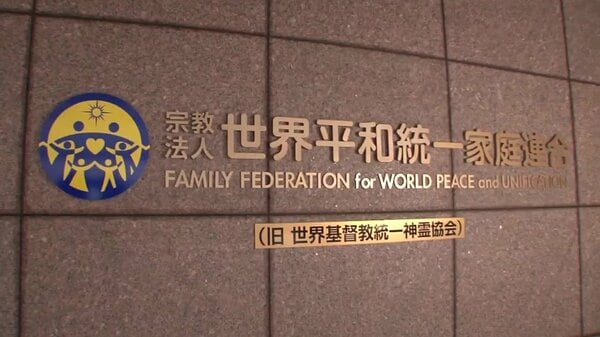 宗教
法人
世界平和統一家庭連合
FAMILY FEDERATION for WORLD PEACE and UNIFICATION
(旧 世界基督教統一神霊協会)